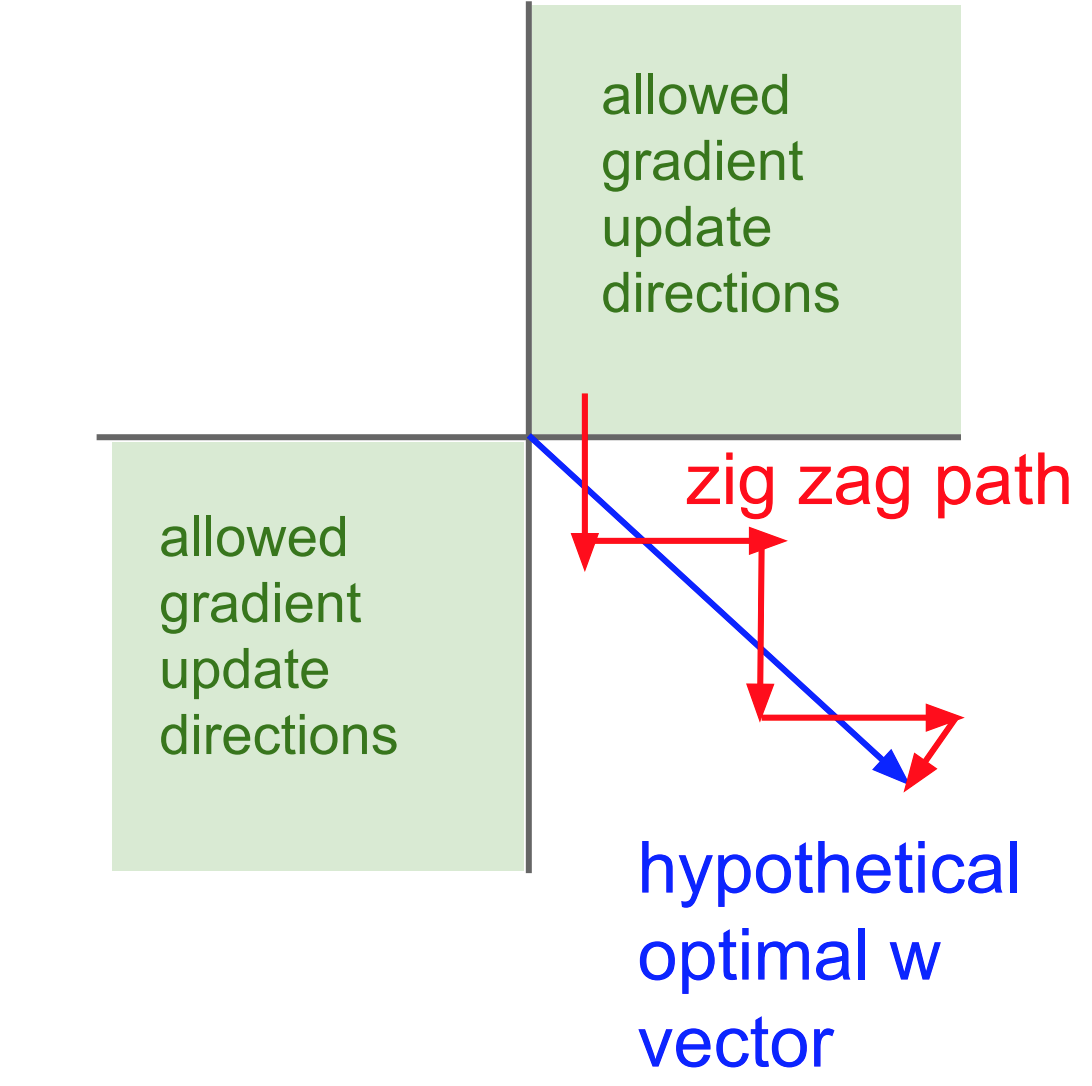 allowed
gradient
update
directions
zig zag path
allowed
gradient
update
directions
hypothetical
optimal w
vector